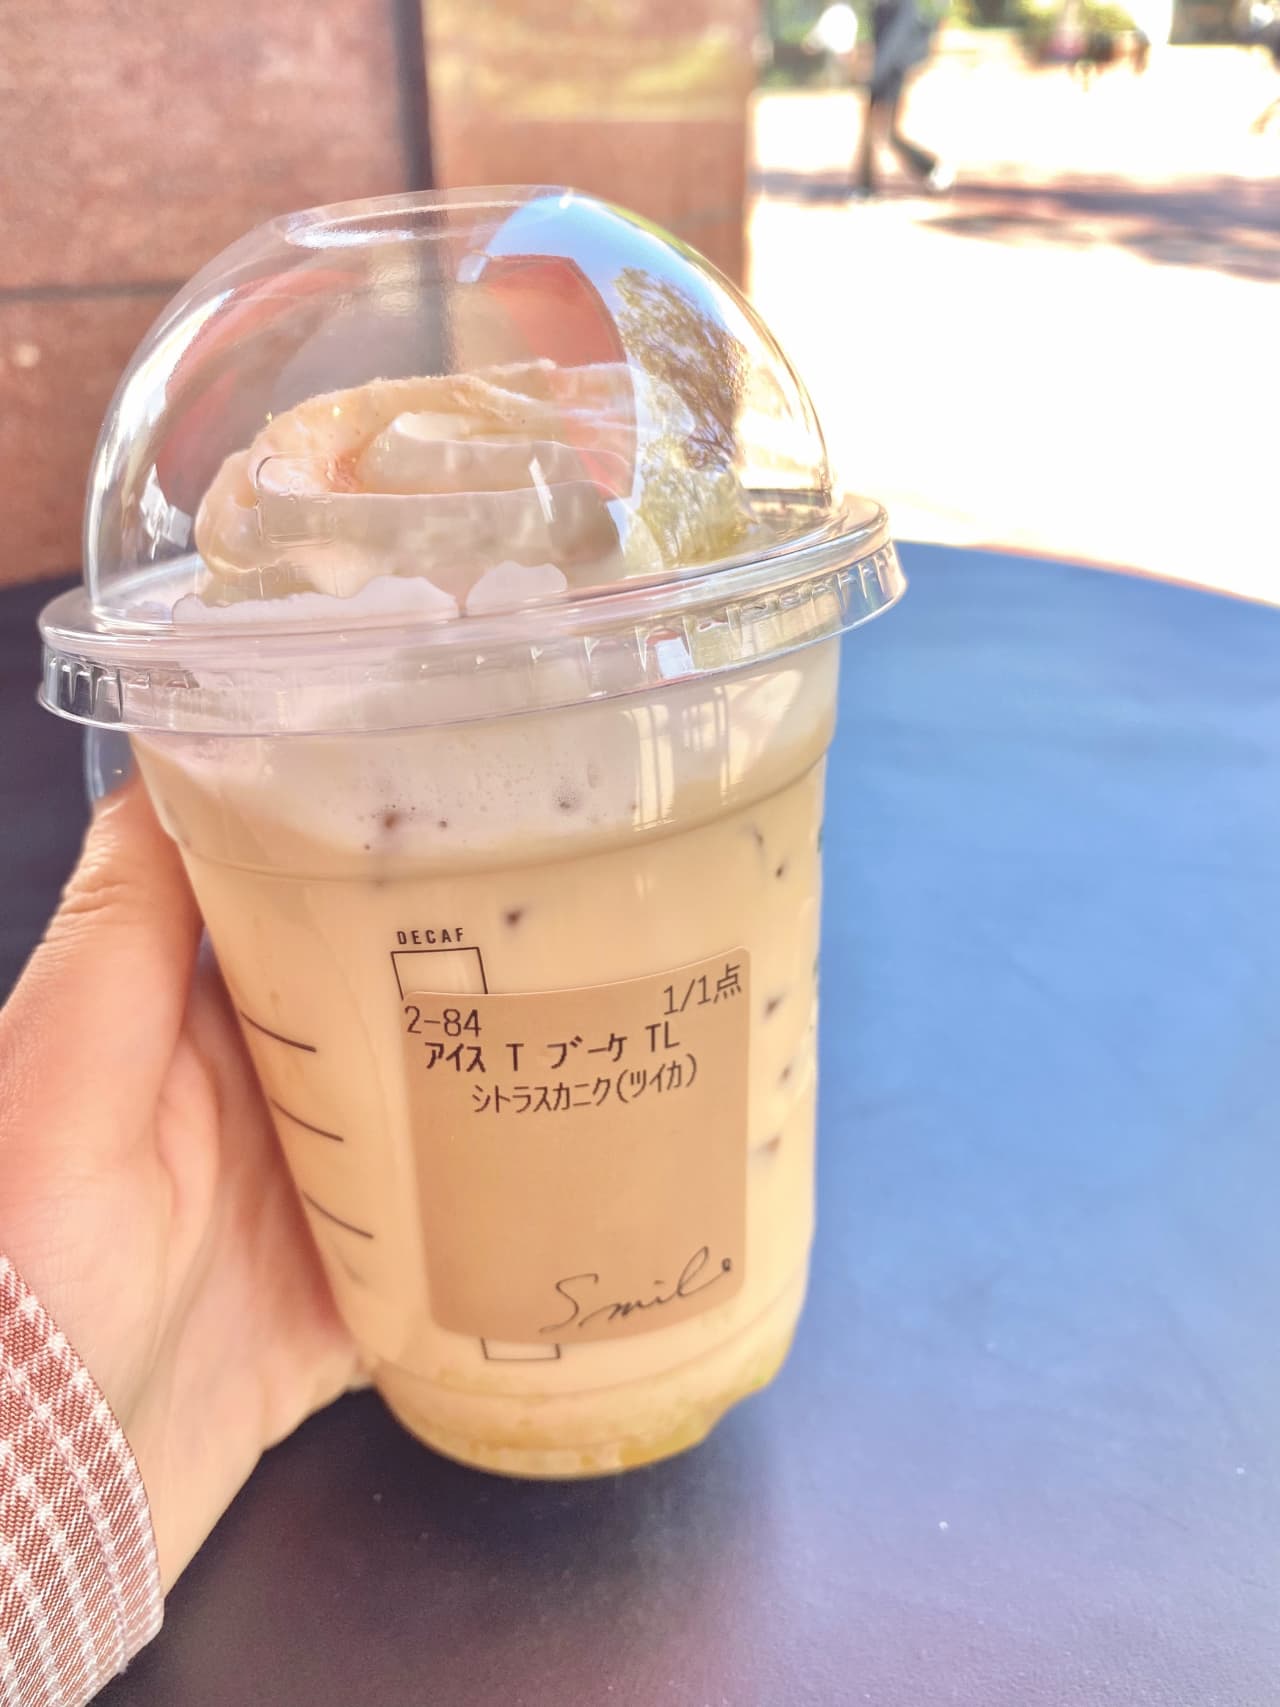 DECAF
2-84 1/1点
アイス T ブーケ TL
シトラスカニク(ツイカ)
Smile